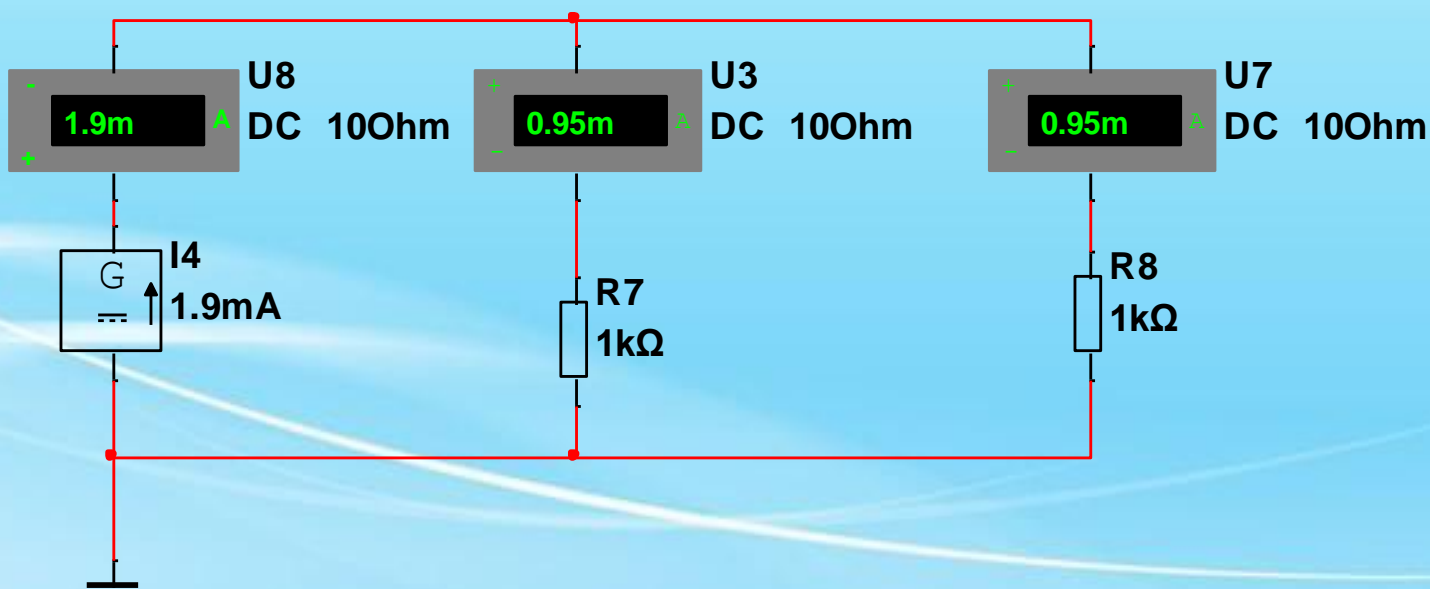 U8
-
1.9m A
+
DC 10Ohm
U3
+
0.95m A
-
DC 10Ohm
U7
+
0.95m A
-
DC 10Ohm
I4
G
1.9mA
R7
1kΩ
R8
1kΩ